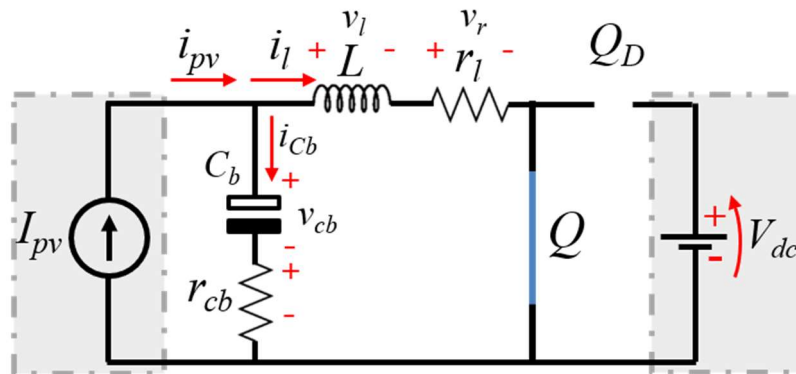 v_l v_r
i_pv i_l + - + - Q_D
L r_l
i_Cb
C_b +
v_cb + 
I_pv - Q - V_dc
r_cb +
-